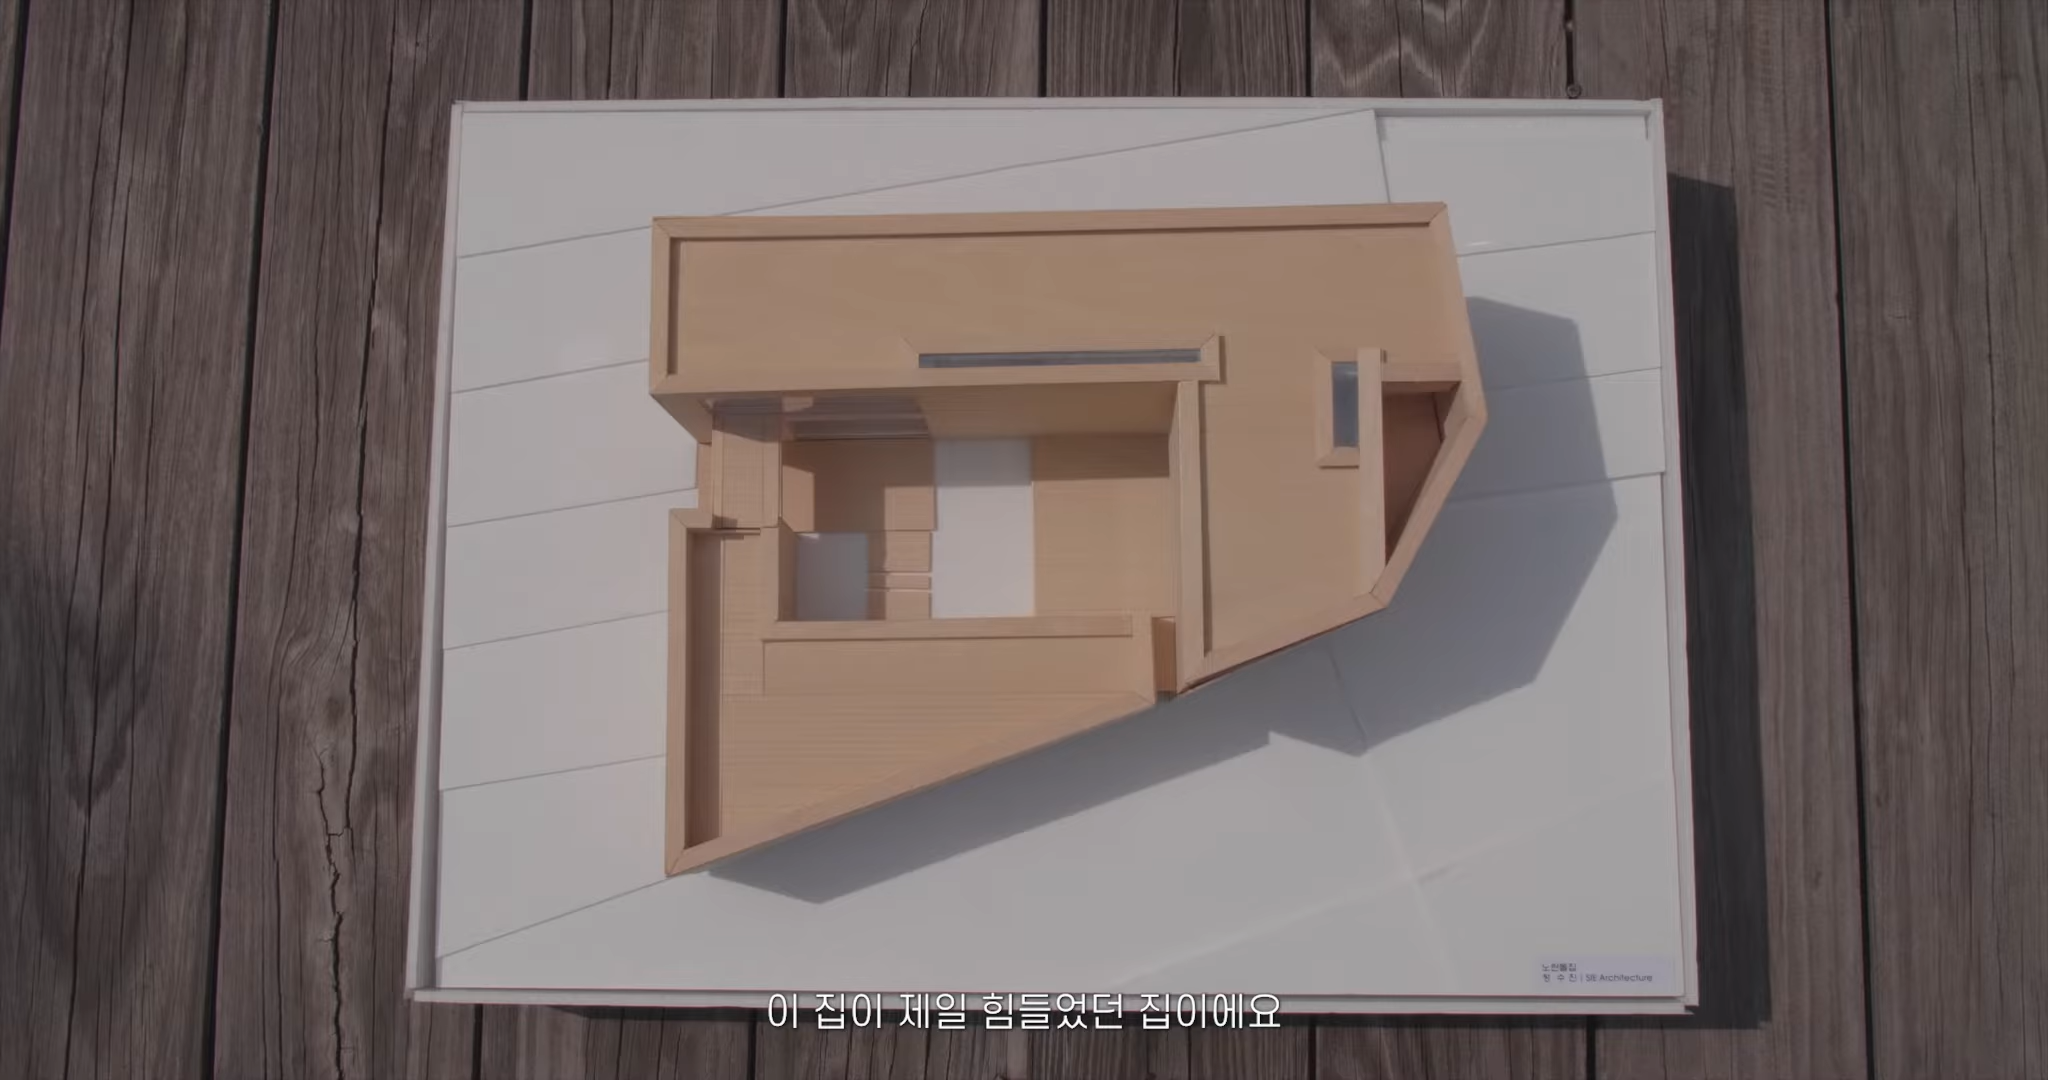 노란돌집
정 수 진 | SIE Architecture
이 집이 제일 힘들었던 집이에요